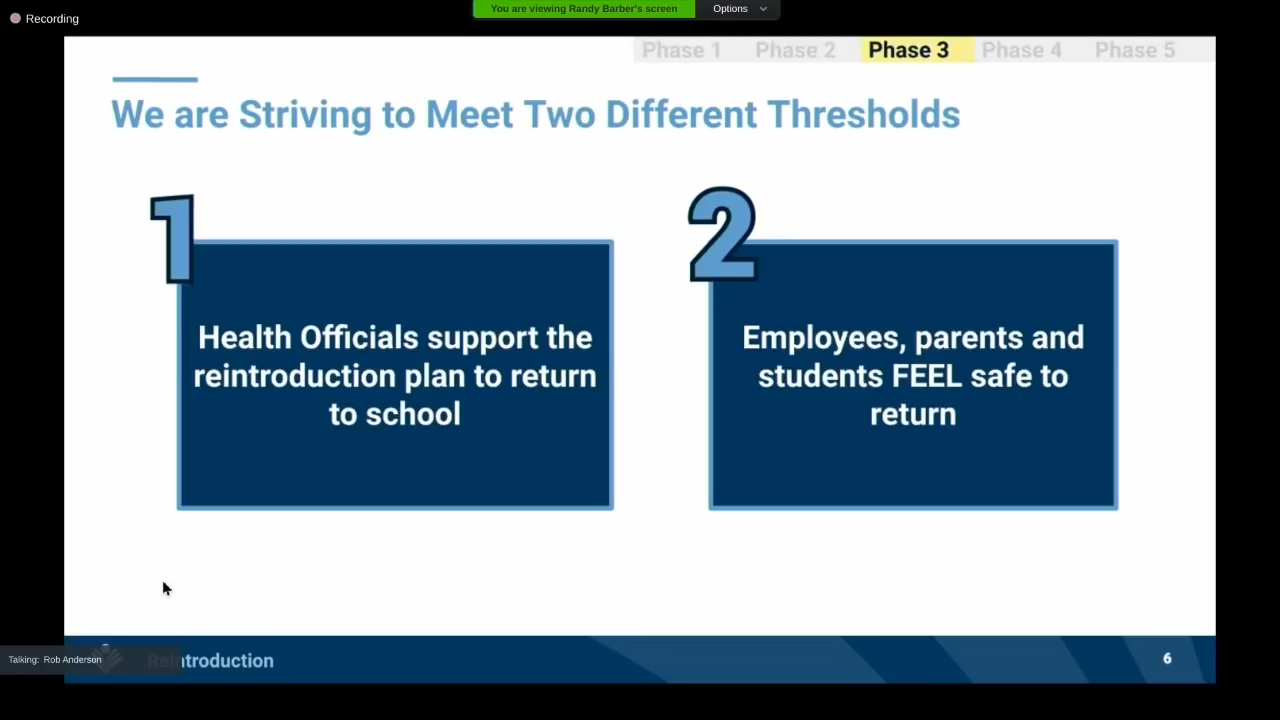 You are viewing Randy Barber's screen Options
Recording
Phase 1 Phase 2 Phase 3 Phase 4 Phase 5
We are Striving to Meet Two Different Thresholds
1
Health Officials support the
reintroduction plan to return
to school
2
Employees, parents and
students FEEL safe to
return
Talking: Rob Anderson
Reintroduction
6